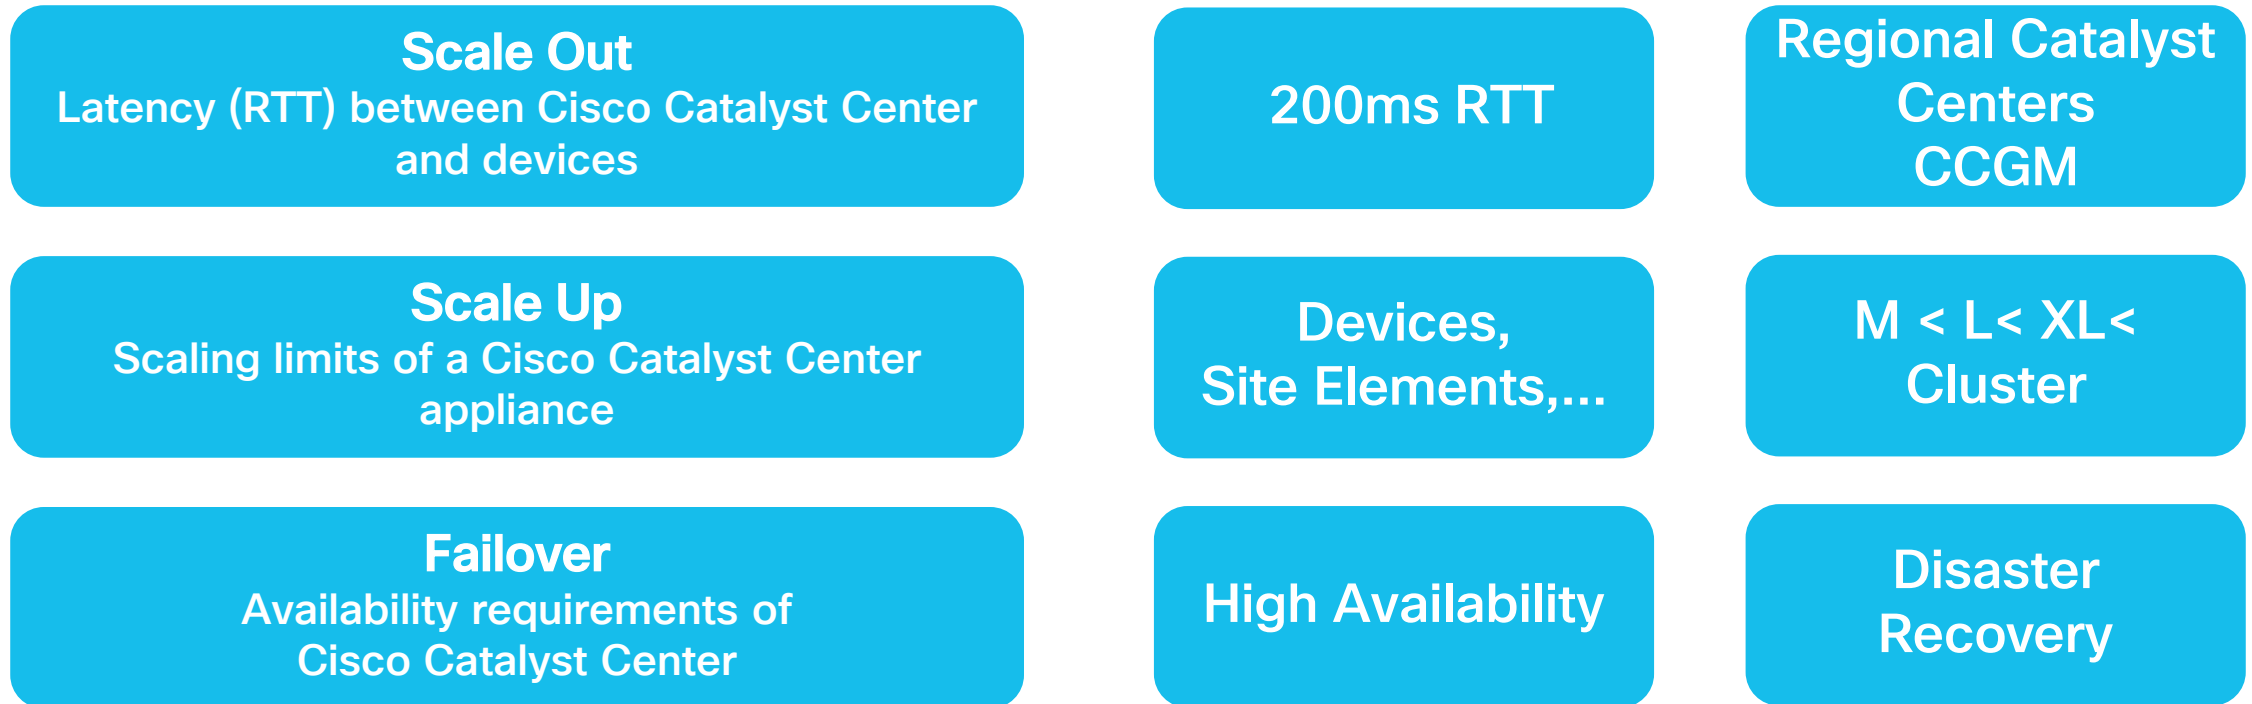 Scale Out
Latency (RTT) between Cisco Catalyst Center
and devices
200ms RTT
Regional Catalyst
Centers
CCGM
Scale Up
Scaling limits of a Cisco Catalyst Center
appliance
Devices,
Site Elements,...
M < L< XL<
Cluster
Failover
Availability requirements of
Cisco Catalyst Center
High Availability
Disaster
Recovery